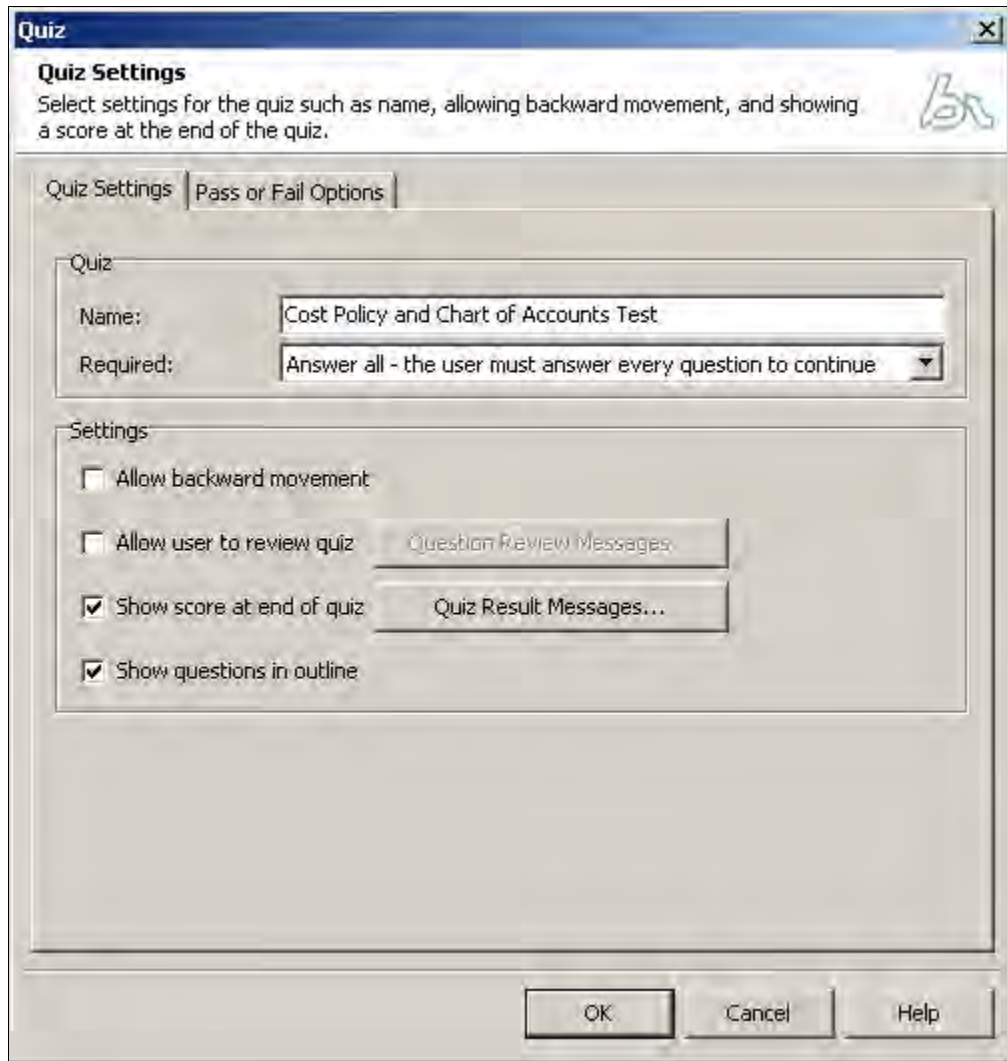 Quiz
Quiz Settings
Select settings for the quiz such as name, allowing backward movement, and showing
a score at the end of the quiz.
Quiz Settings
Pass or Fail Options
Quiz
Name:
Cost Policy and Chart of Accounts Test
Required:
Answer all - the user must answer every question to continue
Settings
Allow backward movement
Allow user to review quiz
Question Review Messages
Show score at end of quiz
Quiz Result Messages...
Show questions in outline
OK
Cancel
Help